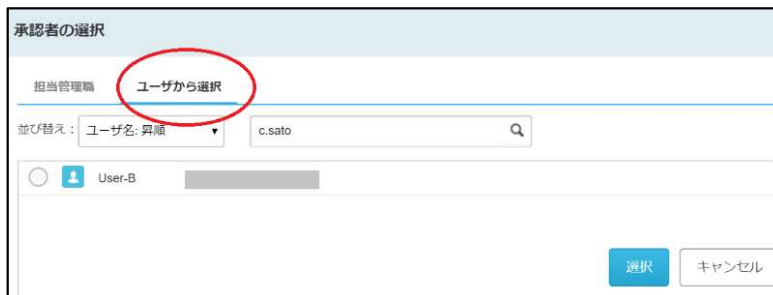 承認者の選択
担当管理職 ユーザから選択
並び替え： ユーザ名: 昇順 c.sato
User-B
選択 キャンセル